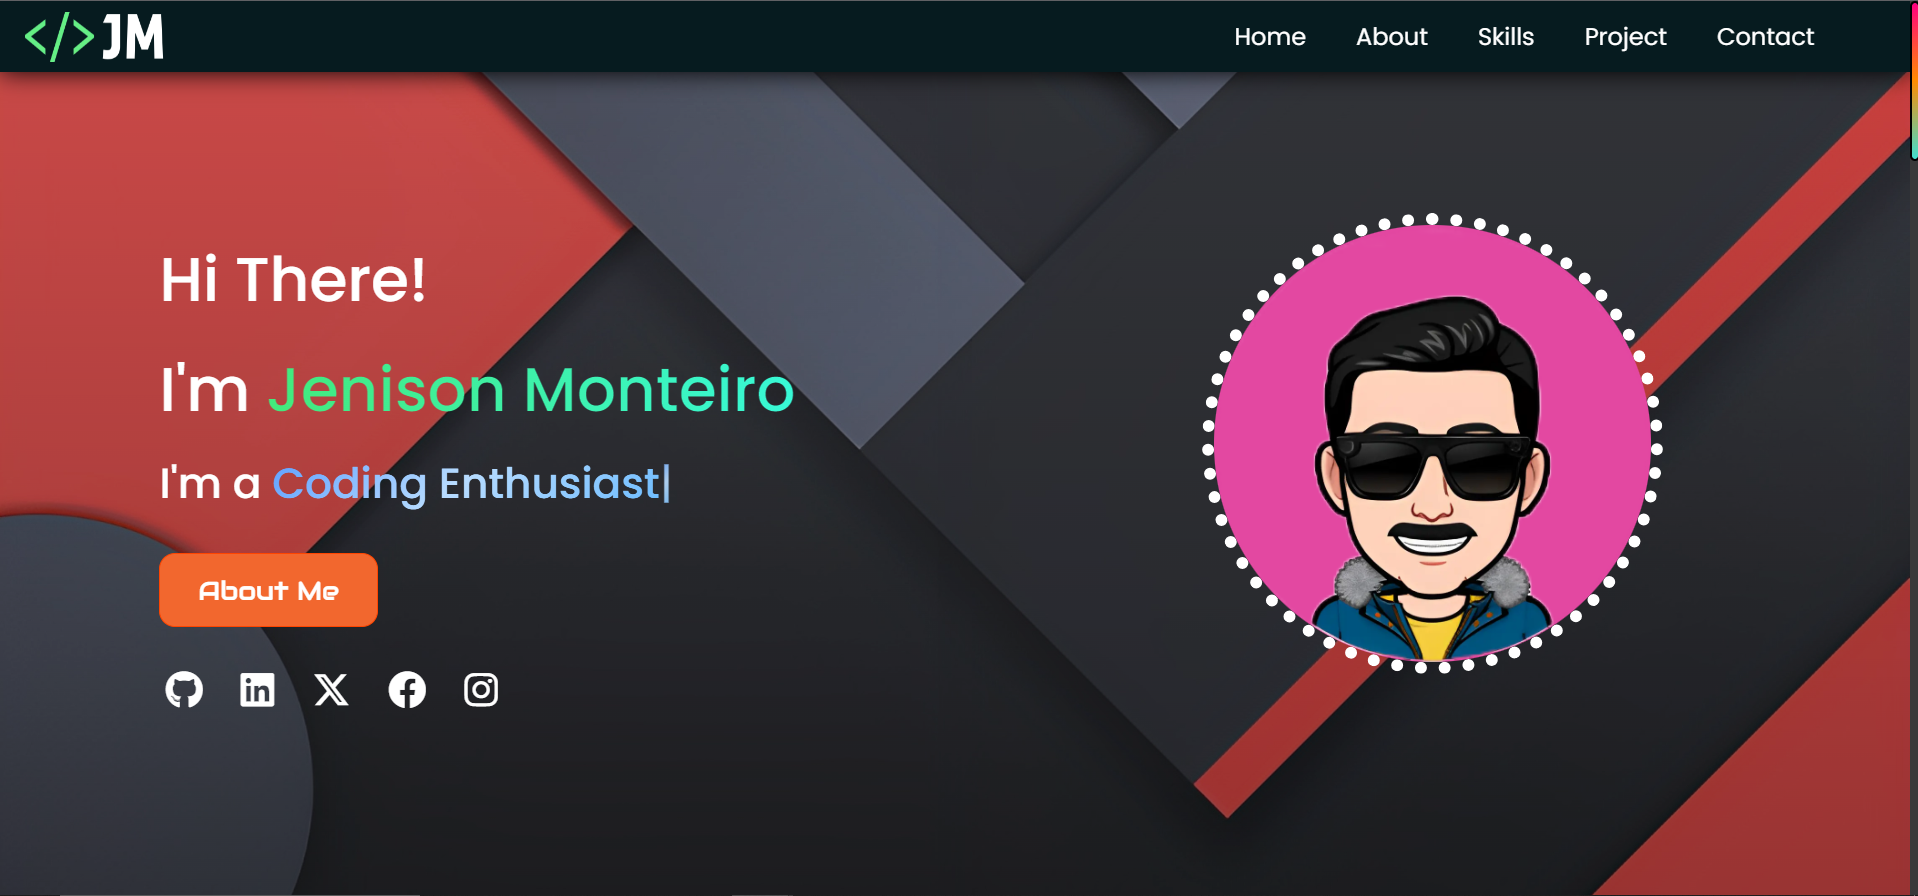 </>JM
Home About Skills Project Contact
Hi There!
I'm Jenison Monteiro
I'm a Coding Enthusiast|
About Me